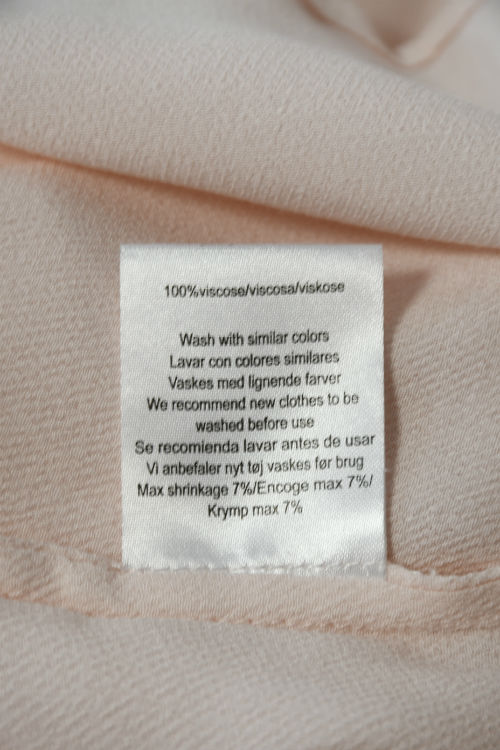 100%viscose/viscosa/viskose
Wash with similar colors
Lavar con colores similares
Vaskes med lignende farver
We recommend new clothes to be
washed before use
Se recomienda lavar antes de usar
Vi anbefaler nyt tøj vaskes før brug
Max shrinkage 7%/Encoge max 7%/
Krymp max 7%